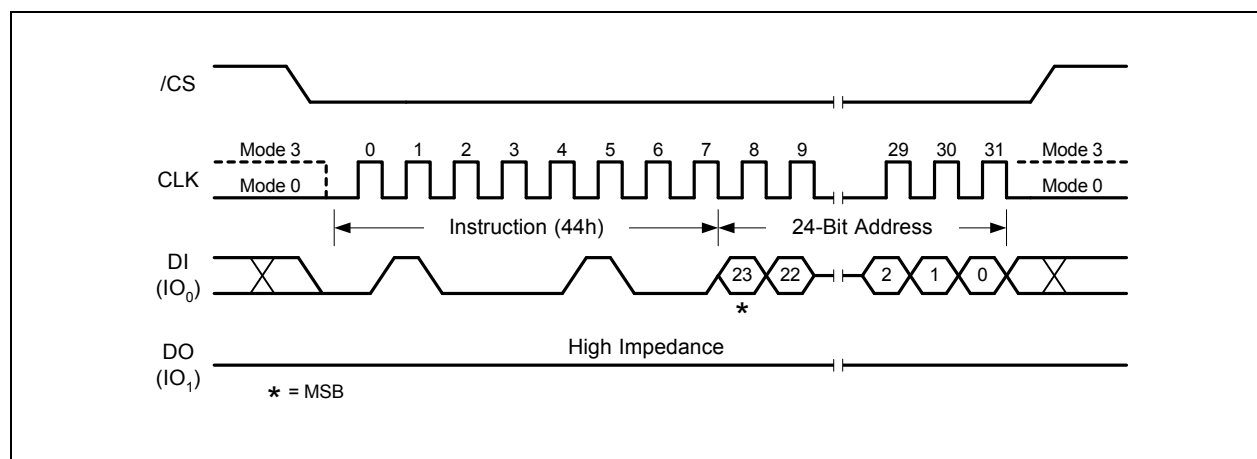 /CS
Mode 3 0 1 2 3 4 5 6 7 8 9 29 30 31 Mode 3
CLK
Mode 0 Mode 0
Instruction (44h) 24-Bit Address
DI
(IO0)
23 22 2 1 0
*
High Impedance
DO
(IO1)
* = MSB